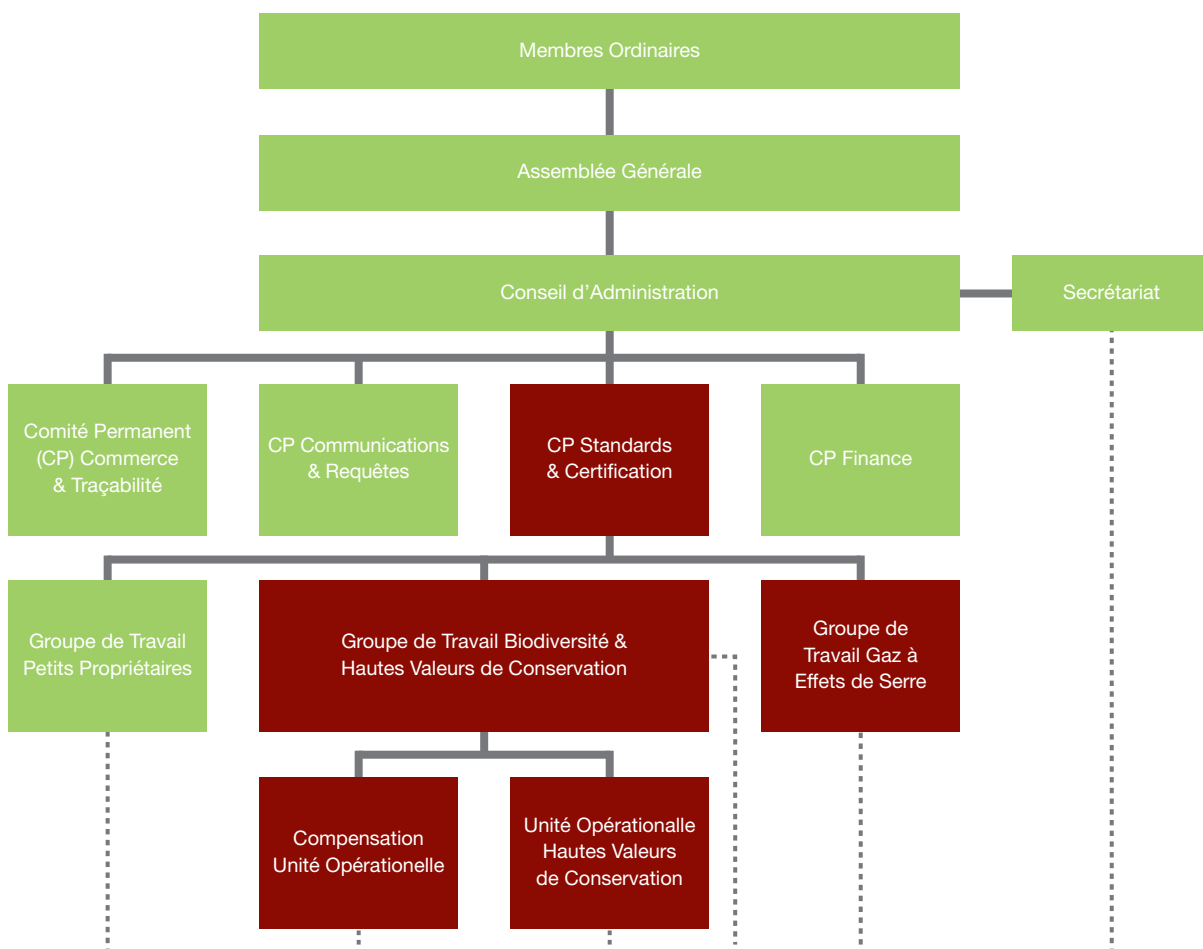 Membres Ordinaires
Assemblée Générale
Conseil d’Administration
Secrétariat
Comité Permanent
(CP) Commerce
& Traçabilité
CP Communications
& Requêtes
CP Standards
& Certification
CP Finance
Groupe de Travail
Petits Propriétaires
Groupe de Travail Biodiversité &
Hautes Valeurs de Conservation
Groupe de
Travail Gaz à
Effets de Serre
Compensation
Unité Opérationelle
Unité Opérationalle
Hautes Valeurs
de Conservation